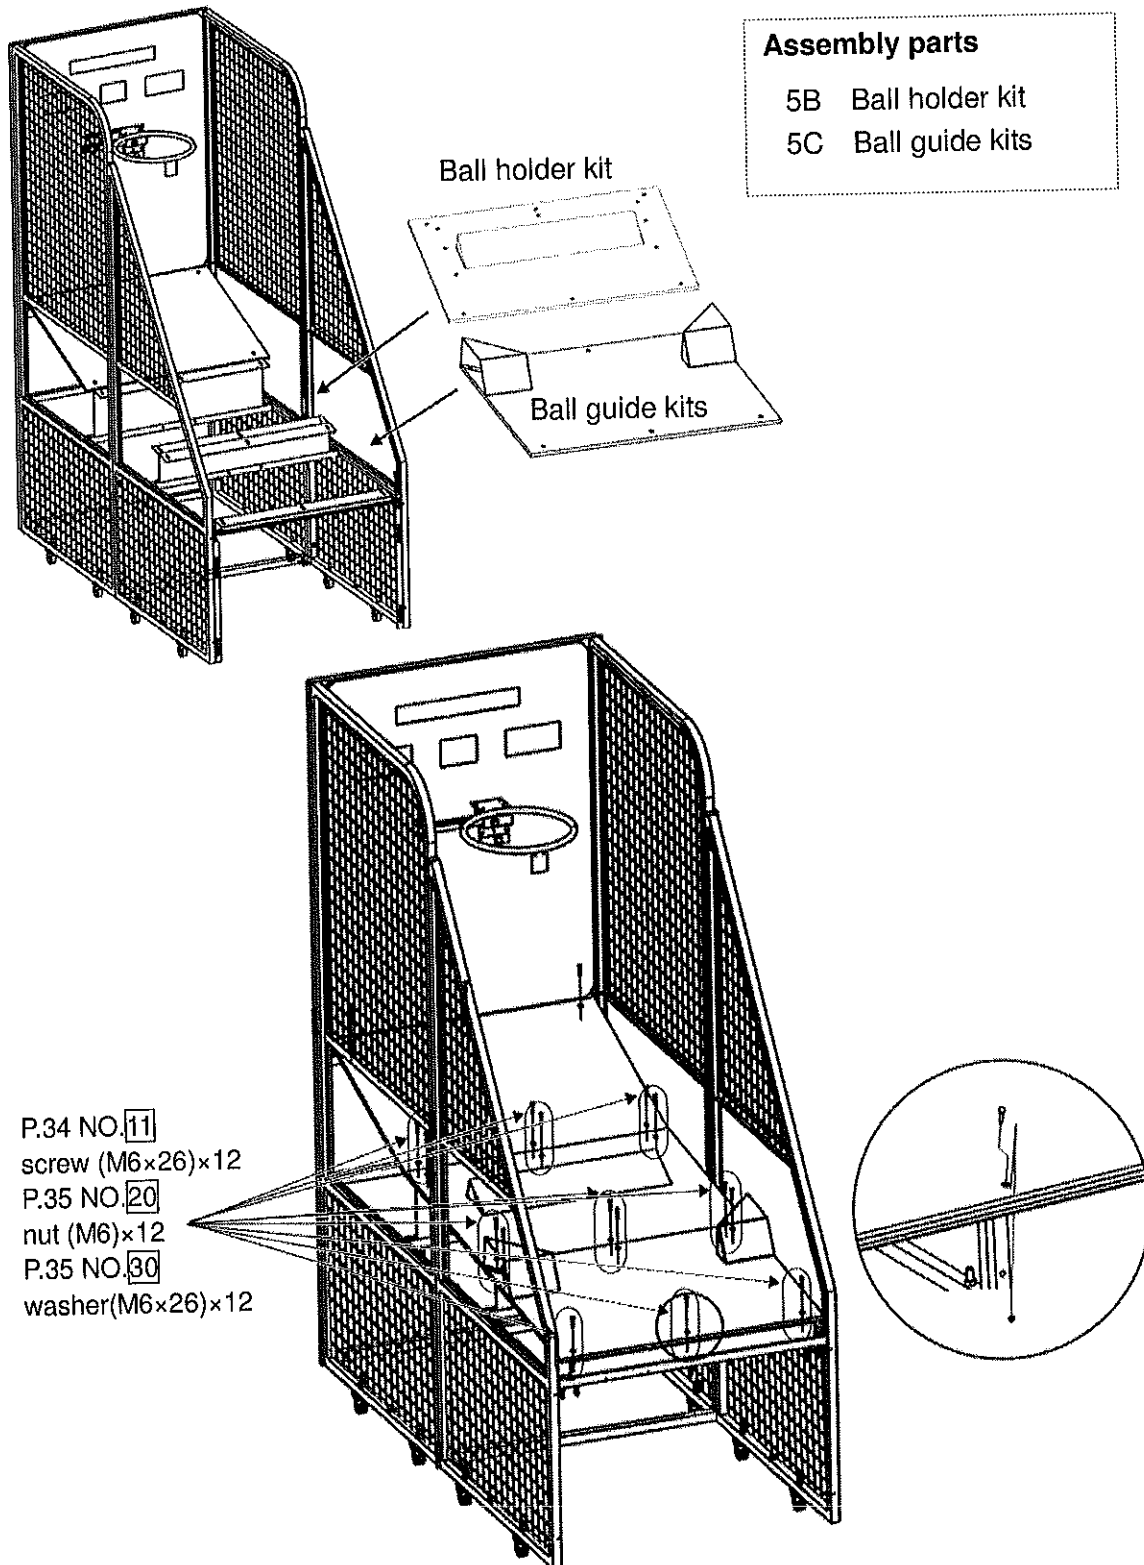 Assembly parts
5B Ball holder kit
5C Ball guide kits
Ball holder kit
Ball guide kits
P.34 NO.11
screw (M6×26)×12
P.35 NO.20
nut (M6)×12
P.35 NO.30
washer(M6×26)×12